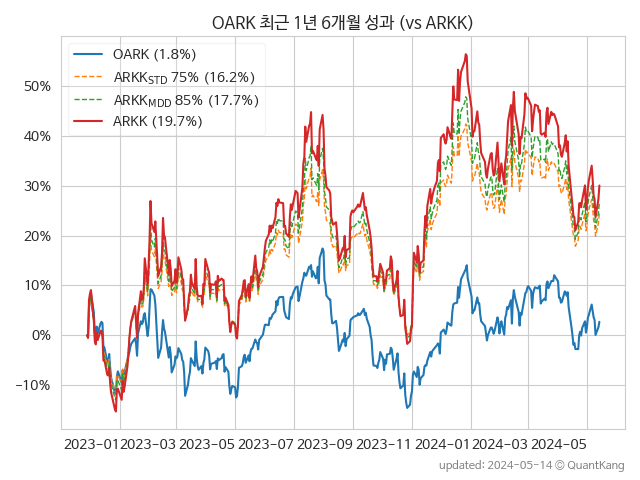 OARK 최근 1년 6개월 성과 (vs ARKK)
OARK (1.8%)
ARKK_STD 75% (16.2%)
ARKK_MDD 85% (17.7%)
ARKK (19.7%)
50%
40%
30%
20%
10%
0%
−10%
2023-01 2023-03 2023-05 2023-07 2023-09 2023-11 2024-01 2024-03 2024-05
updated: 2024-05-14 © QuantKang